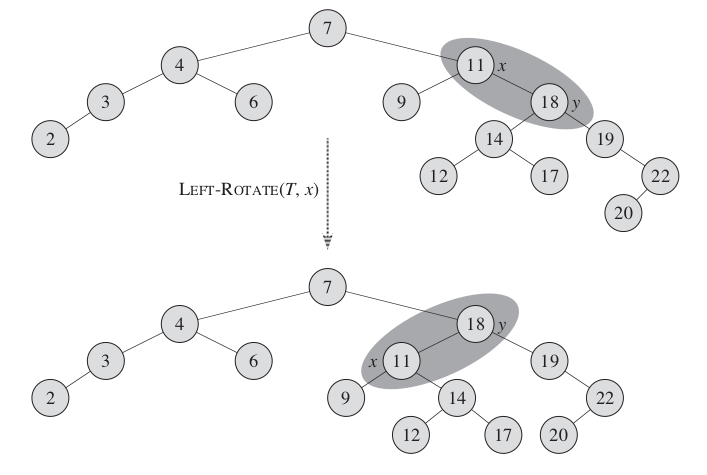 7
4 11 x
3 6 9 18 y
2 14 19
12 17 22
LEFT-ROTATE(T, x)
20
7
4 18 y
3 6 x 11 19
2 9 14 22
12 17 20